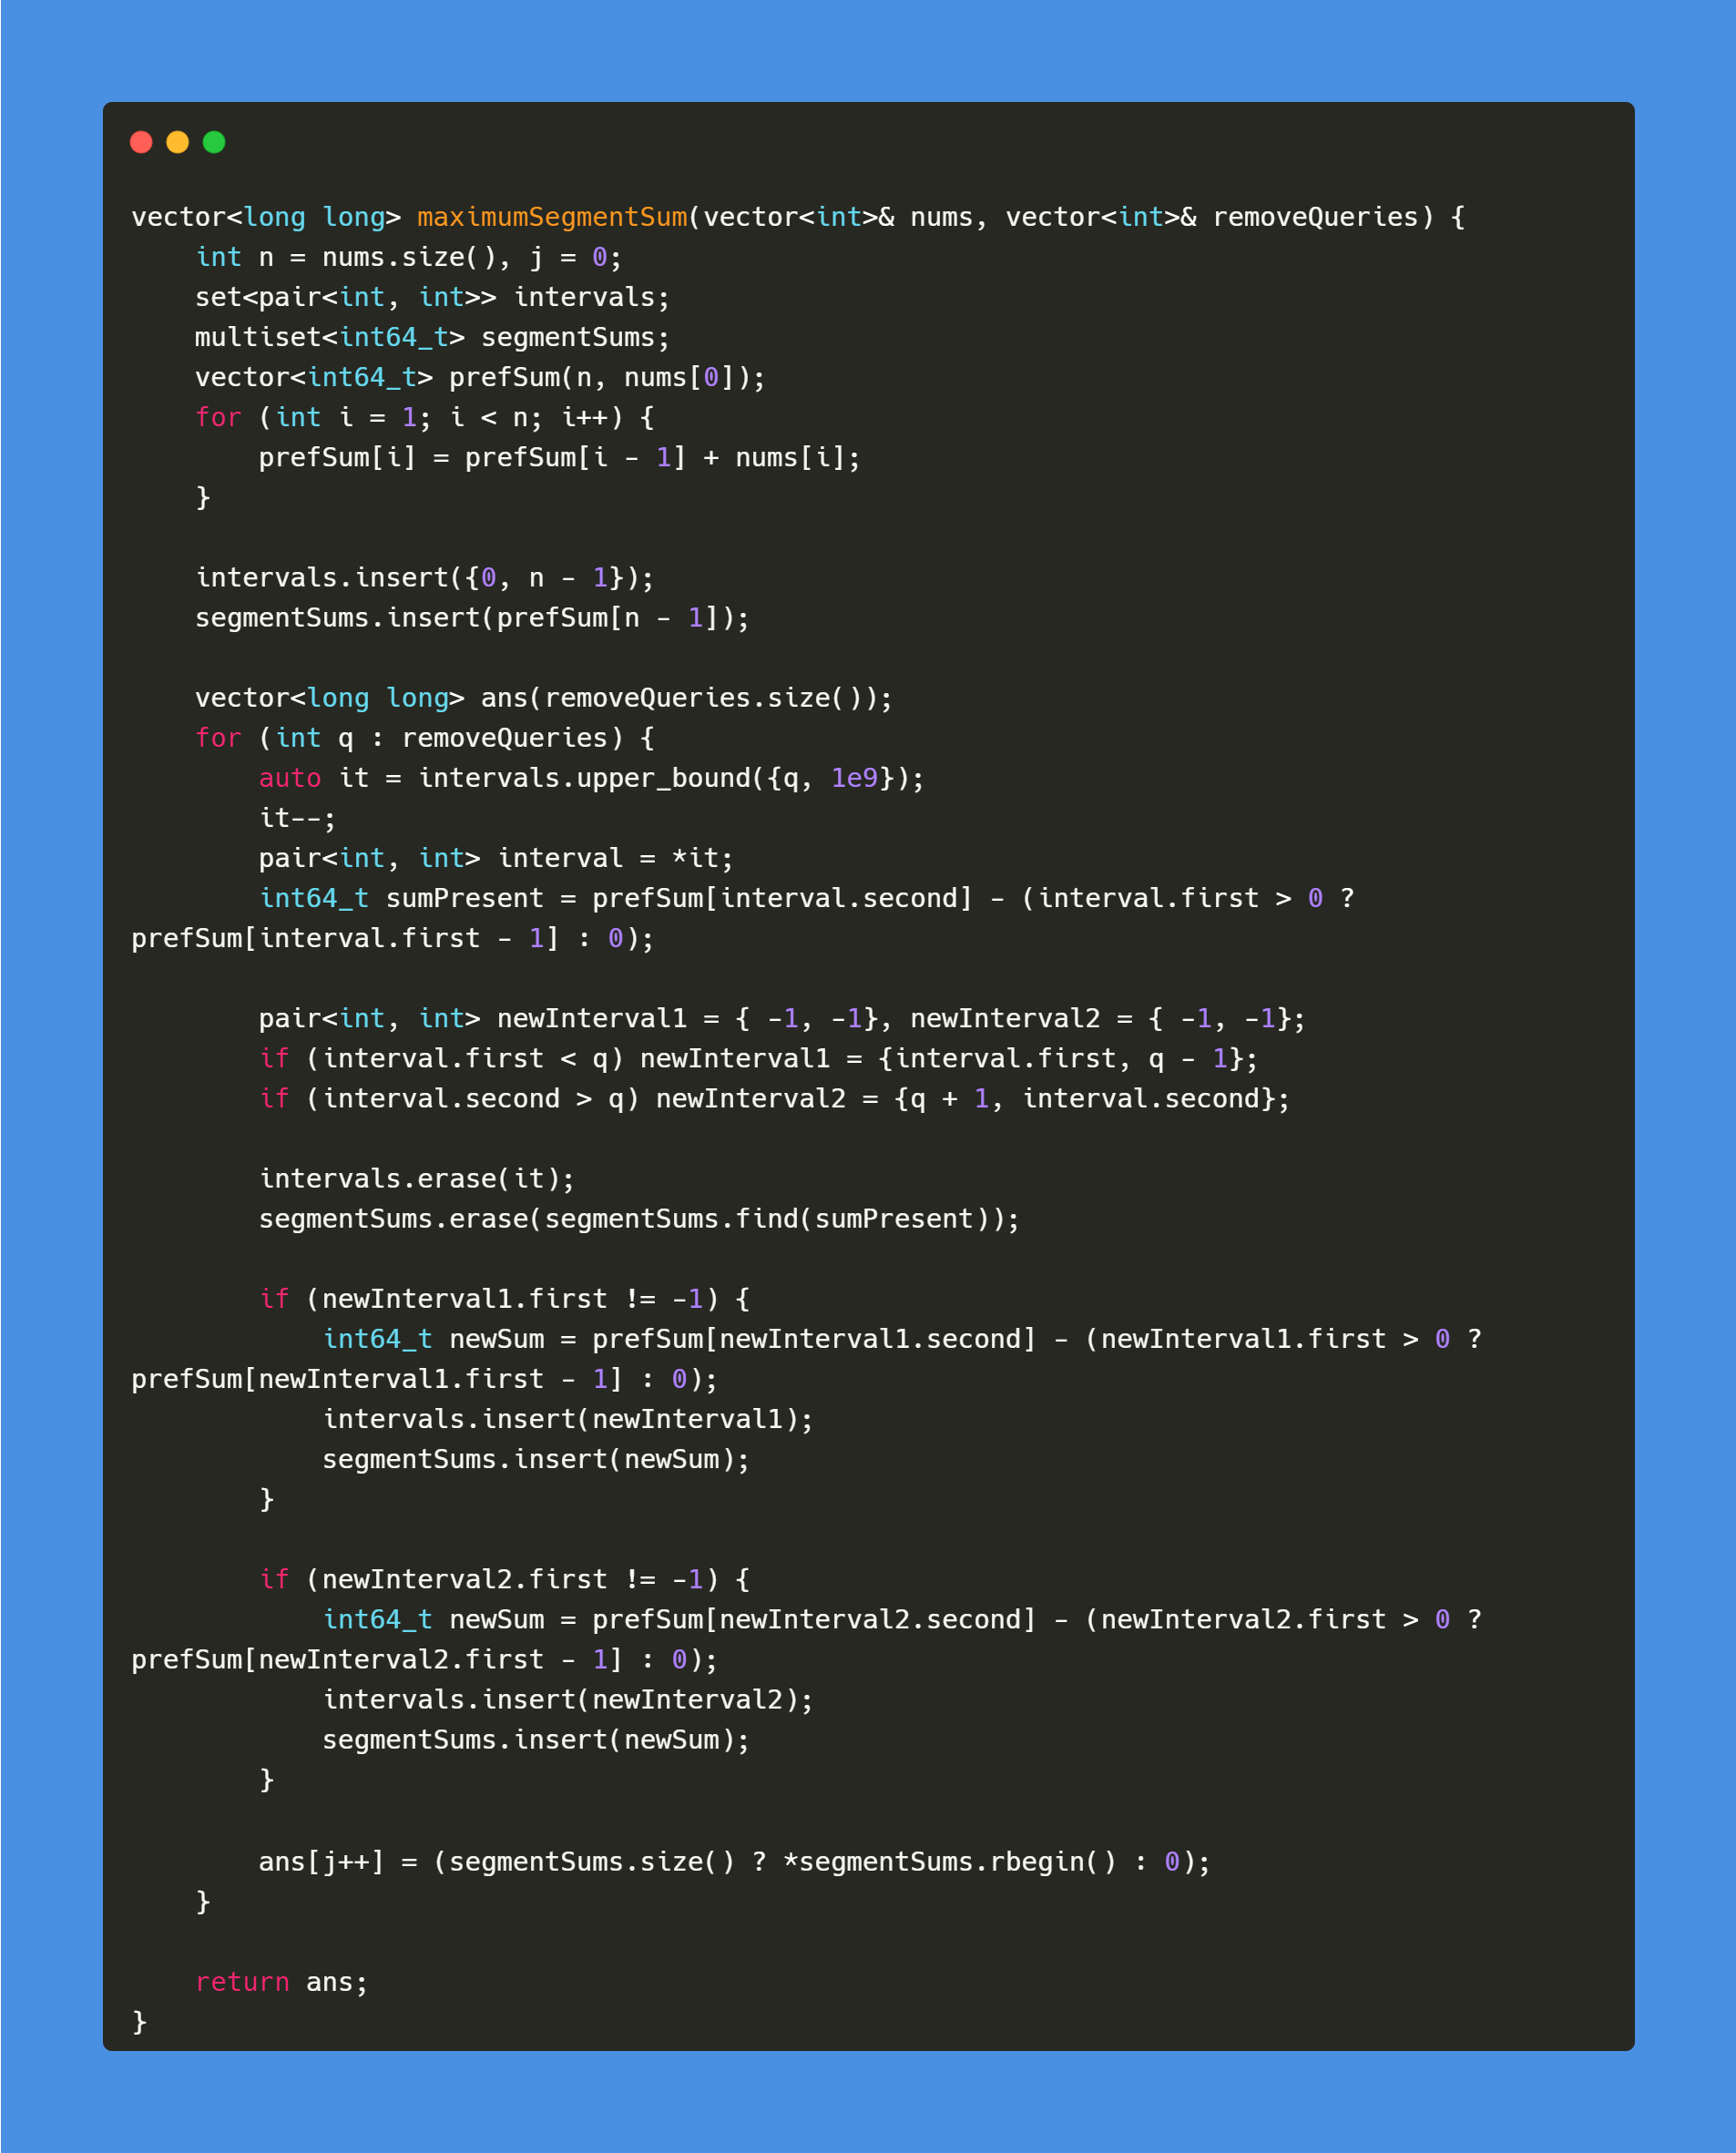 vector<long long> maximumSegmentSum(vector<int>& nums, vector<int>& removeQueries) {
    int n = nums.size(), j = 0;
    set<pair<int, int>> intervals;
    multiset<int64_t> segmentSums;
    vector<int64_t> prefSum(n, nums[0]);
    for (int i = 1; i < n; i++) {
        prefSum[i] = prefSum[i - 1] + nums[i];
    }

    intervals.insert({0, n - 1});
    segmentSums.insert(prefSum[n - 1]);

    vector<long long> ans(removeQueries.size());
    for (int q : removeQueries) {
        auto it = intervals.upper_bound({q, 1e9});
        it--;
        pair<int, int> interval = *it;
        int64_t sumPresent = prefSum[interval.second] - (interval.first > 0 ?
prefSum[interval.first - 1] : 0);

        pair<int, int> newInterval1 = { -1, -1}, newInterval2 = { -1, -1};
        if (interval.first < q) newInterval1 = {interval.first, q - 1};
        if (interval.second > q) newInterval2 = {q + 1, interval.second};

        intervals.erase(it);
        segmentSums.erase(segmentSums.find(sumPresent));

        if (newInterval1.first != -1) {
            int64_t newSum = prefSum[newInterval1.second] - (newInterval1.first > 0 ?
prefSum[newInterval1.first - 1] : 0);
            intervals.insert(newInterval1);
            segmentSums.insert(newSum);
        }

        if (newInterval2.first != -1) {
            int64_t newSum = prefSum[newInterval2.second] - (newInterval2.first > 0 ?
prefSum[newInterval2.first - 1] : 0);
            intervals.insert(newInterval2);
            segmentSums.insert(newSum);
        }

        ans[j++] = (segmentSums.size() ? *segmentSums.rbegin() : 0);
    }

    return ans;
}